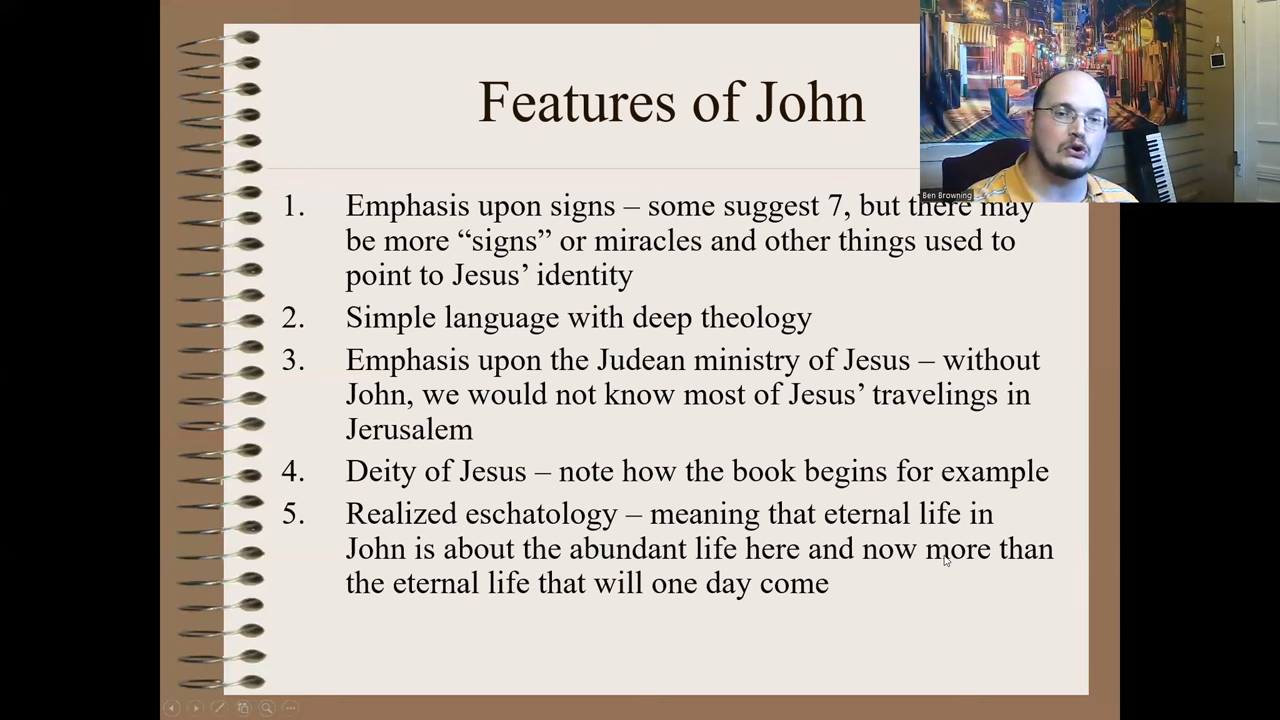 Features of John
Ben Browning
1. Emphasis upon signs – some suggest 7, but there may
be more “signs” or miracles and other things used to
point to Jesus’ identity
2. Simple language with deep theology
3. Emphasis upon the Judean ministry of Jesus – without
John, we would not know most of Jesus’ travelings in
Jerusalem
4. Deity of Jesus – note how the book begins for example
5. Realized eschatology – meaning that eternal life in
John is about the abundant life here and now more than
the eternal life that will one day come